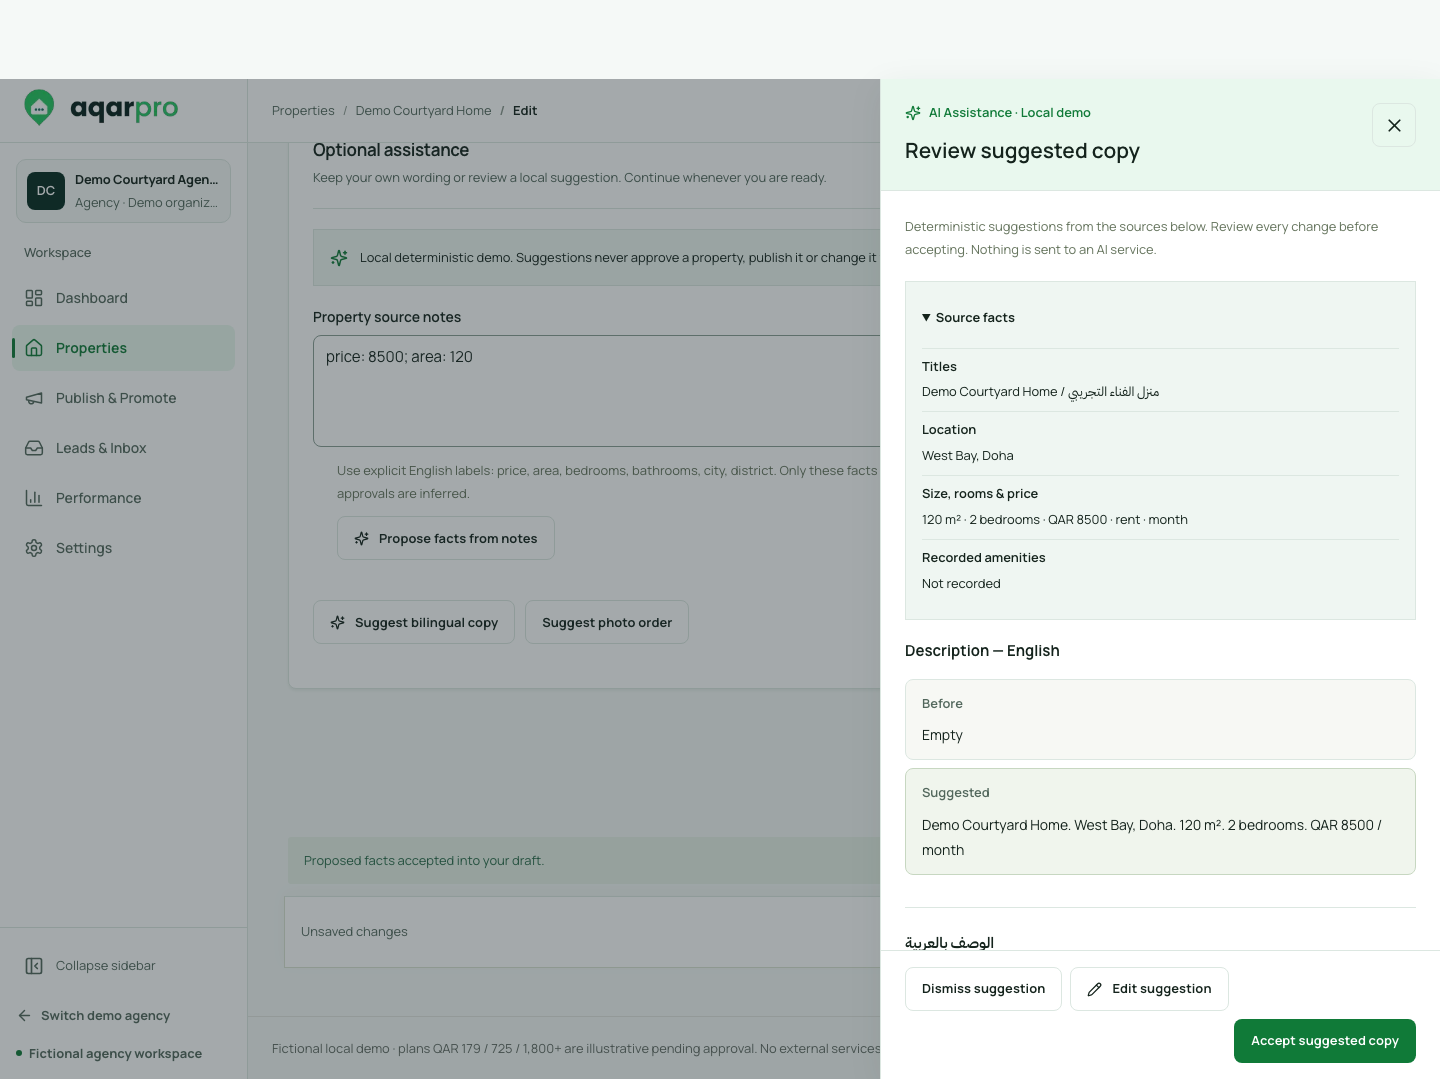 aqarpro
DC
Demo Courtyard Agen...
Agency · Demo organiz...
Workspace
Dashboard
Properties
Publish & Promote
Leads & Inbox
Performance
Settings
Collapse sidebar
Switch demo agency
Fictional agency workspace
Properties / Demo Courtyard Home / Edit
Optional assistance
Keep your own wording or review a local suggestion. Continue whenever you are ready.
Local deterministic demo. Suggestions never approve a property, publish it or change it
Property source notes
price: 8500; area: 120
Use explicit English labels: price, area, bedrooms, bathrooms, city, district. Only these facts
approvals are inferred.
Propose facts from notes
Suggest bilingual copy
Suggest photo order
Proposed facts accepted into your draft.
Unsaved changes
Fictional local demo · plans QAR 179 / 725 / 1,800+ are illustrative pending approval. No external services
AI Assistance · Local demo
Review suggested copy
Deterministic suggestions from the sources below. Review every change before
accepting. Nothing is sent to an AI service.
▼ Source facts
Titles
Demo Courtyard Home / منزل الفناء التجريبي
Location
West Bay, Doha
Size, rooms & price
120 m² · 2 bedrooms · QAR 8500 · rent · month
Recorded amenities
Not recorded
Description — English
Before
Empty
Suggested
Demo Courtyard Home. West Bay, Doha. 120 m². 2 bedrooms. QAR 8500 /
month
الوصف بالعربية
Dismiss suggestion
Edit suggestion
Accept suggested copy